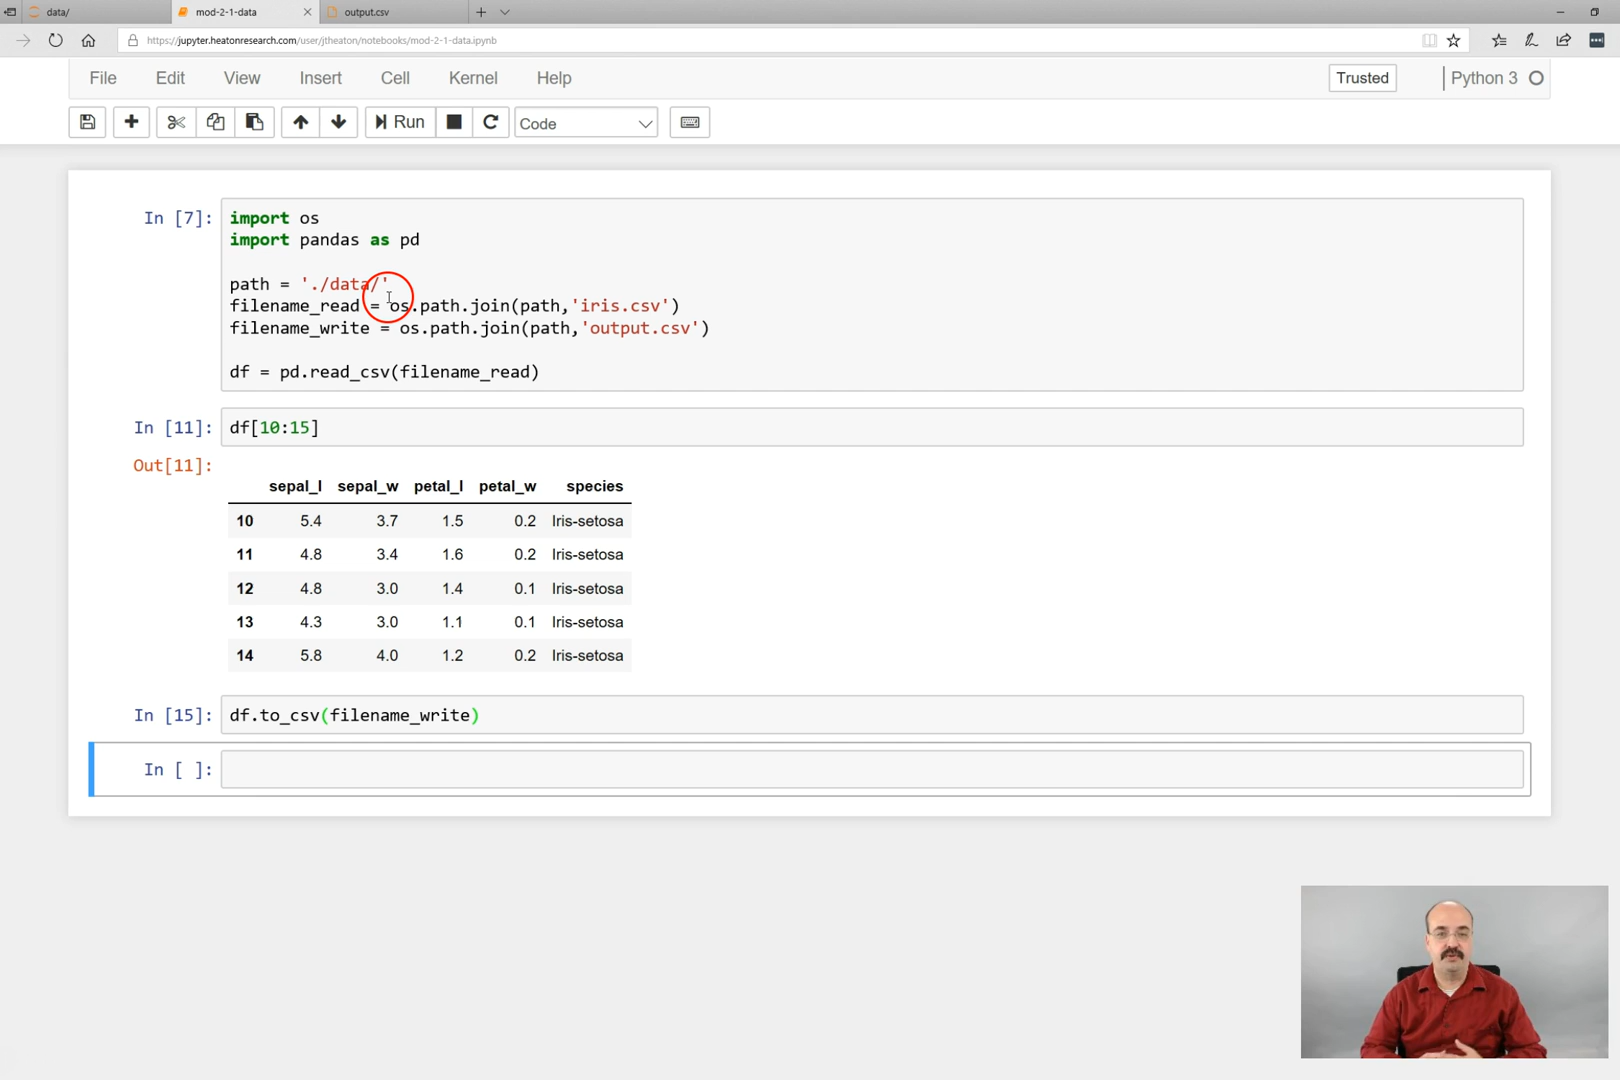 data/ mod-2-1-data output.csv
https://jupyter.heatonresearch.com/user/jtheaton/notebooks/mod-2-1-data.ipynb
File Edit View Insert Cell Kernel Help Trusted Python 3
Run Code
In [7]: import os
import pandas as pd
path = './data/'
filename_read = os.path.join(path,'iris.csv')
filename_write = os.path.join(path,'output.csv')
df = pd.read_csv(filename_read)
In [11]: df[10:15]
Out[11]:
sepal_l sepal_w petal_l petal_w species
10 5.4 3.7 1.5 0.2 Iris-setosa
11 4.8 3.4 1.6 0.2 Iris-setosa
12 4.8 3.0 1.4 0.1 Iris-setosa
13 4.3 3.0 1.1 0.1 Iris-setosa
14 5.8 4.0 1.2 0.2 Iris-setosa
In [15]: df.to_csv(filename_write)
In [ ]: